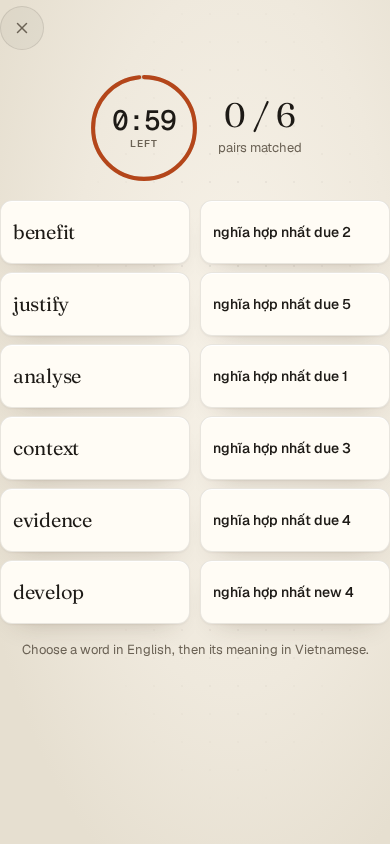 0:59
LEFT
0/6
pairs matched
benefit
nghĩa hợp nhất due 2
justify
nghĩa hợp nhất due 5
analyse
nghĩa hợp nhất due 1
context
nghĩa hợp nhất due 3
evidence
nghĩa hợp nhất due 4
develop
nghĩa hợp nhất new 4
Choose a word in English, then its meaning in Vietnamese.